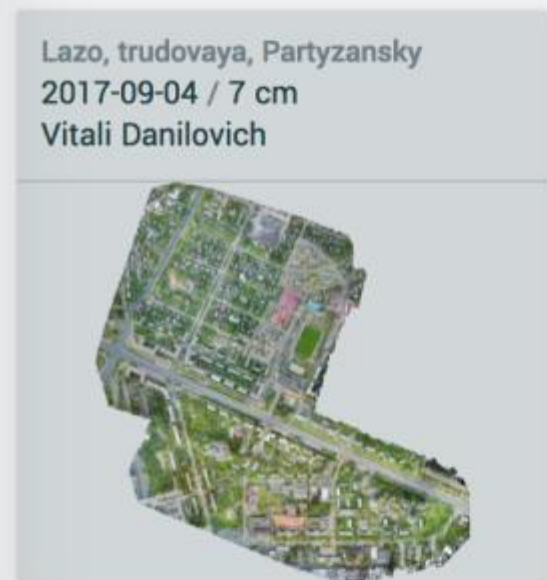 Lazo, trudovaya, Partyzansky
2017-09-04 / 7 cm
Vitali Danilovich